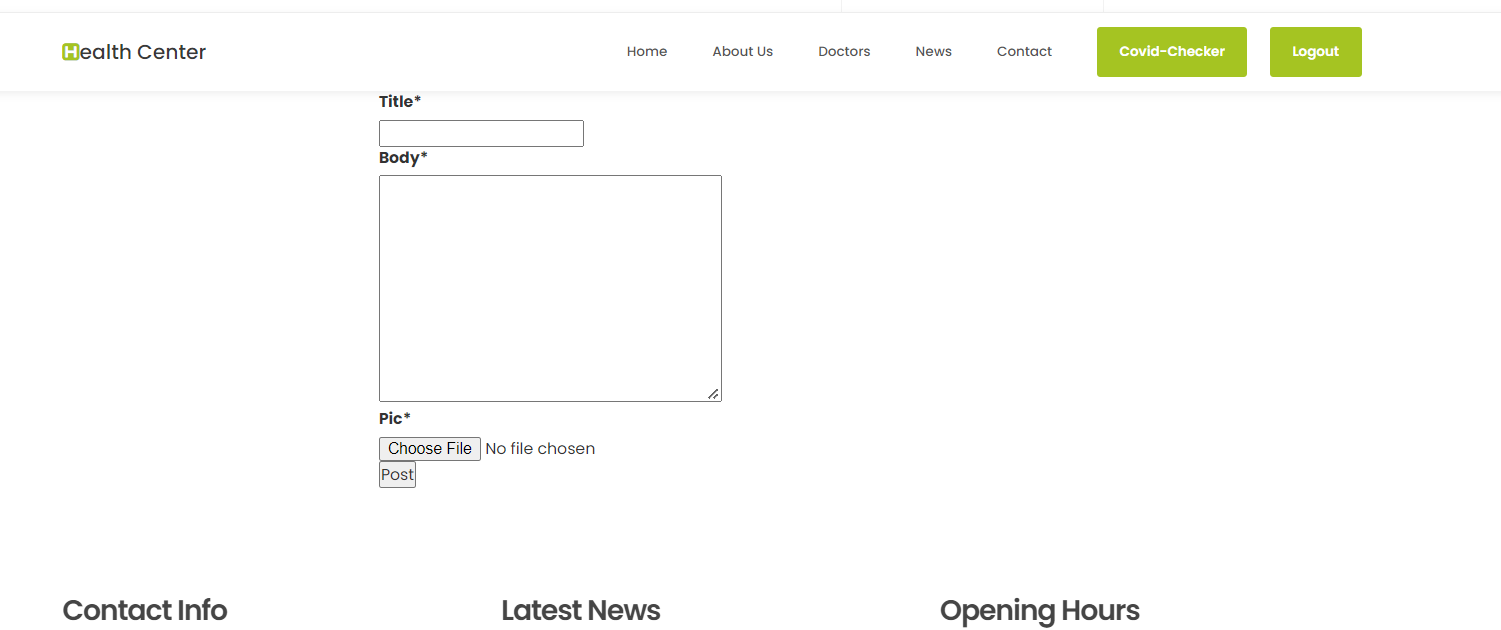 Health Center
Home About Us Doctors News Contact Covid-Checker Logout
Title*
Body*
Pic*
Choose File No file chosen
Post
Contact Info Latest News Opening Hours